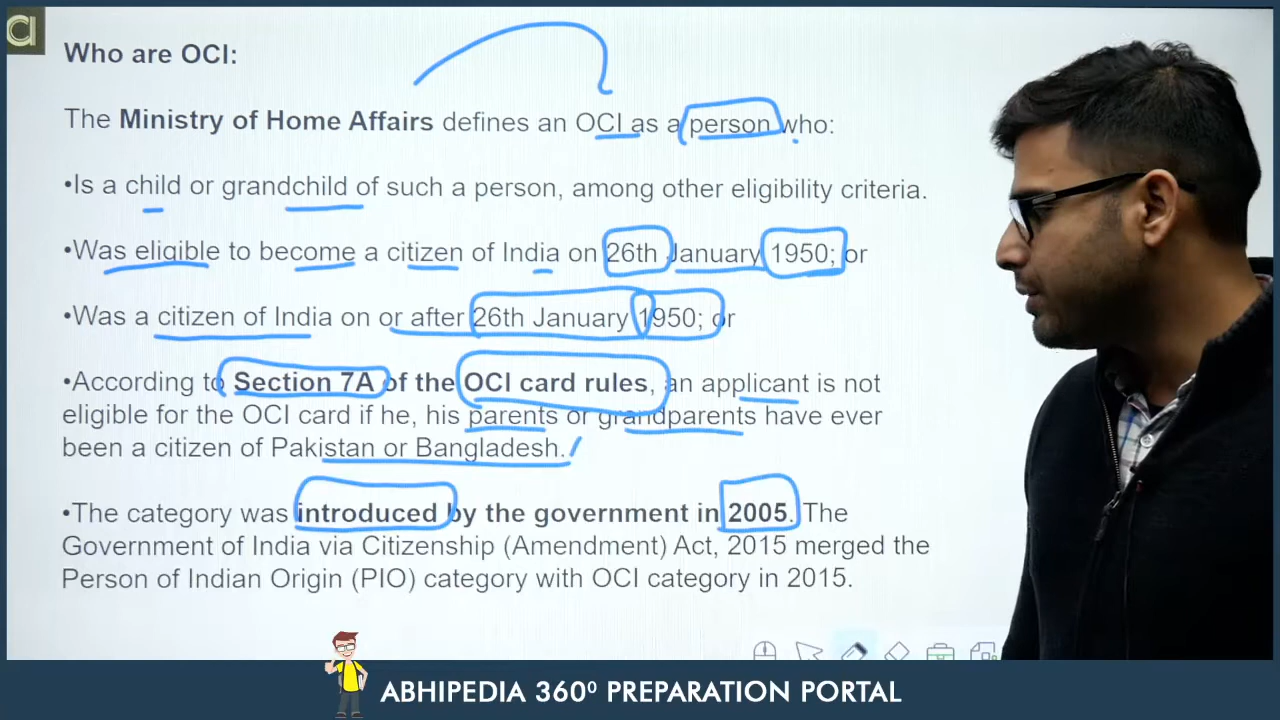 Who are OCI:
The Ministry of Home Affairs defines an OCI as a person who:
•Is a child or grandchild of such a person, among other eligibility criteria.
•Was eligible to become a citizen of India on 26th January 1950; or
•Was a citizen of India on or after 26th January 1950; or
•According to Section 7A of the OCI card rules, an applicant is not
eligible for the OCI card if he, his parents or grandparents have ever
been a citizen of Pakistan or Bangladesh.
•The category was introduced by the government in 2005. The
Government of India via Citizenship (Amendment) Act, 2015 merged the
Person of Indian Origin (PIO) category with OCI category in 2015.
ABHIPEDIA 360⁰ PREPARATION PORTAL